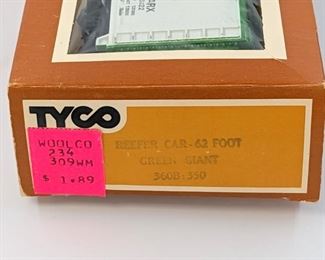 TYCO
WOOLCO
234
309WM
$ 1.89
REEFER CAR-62 FOOT
GREEN GIANT
360B:350